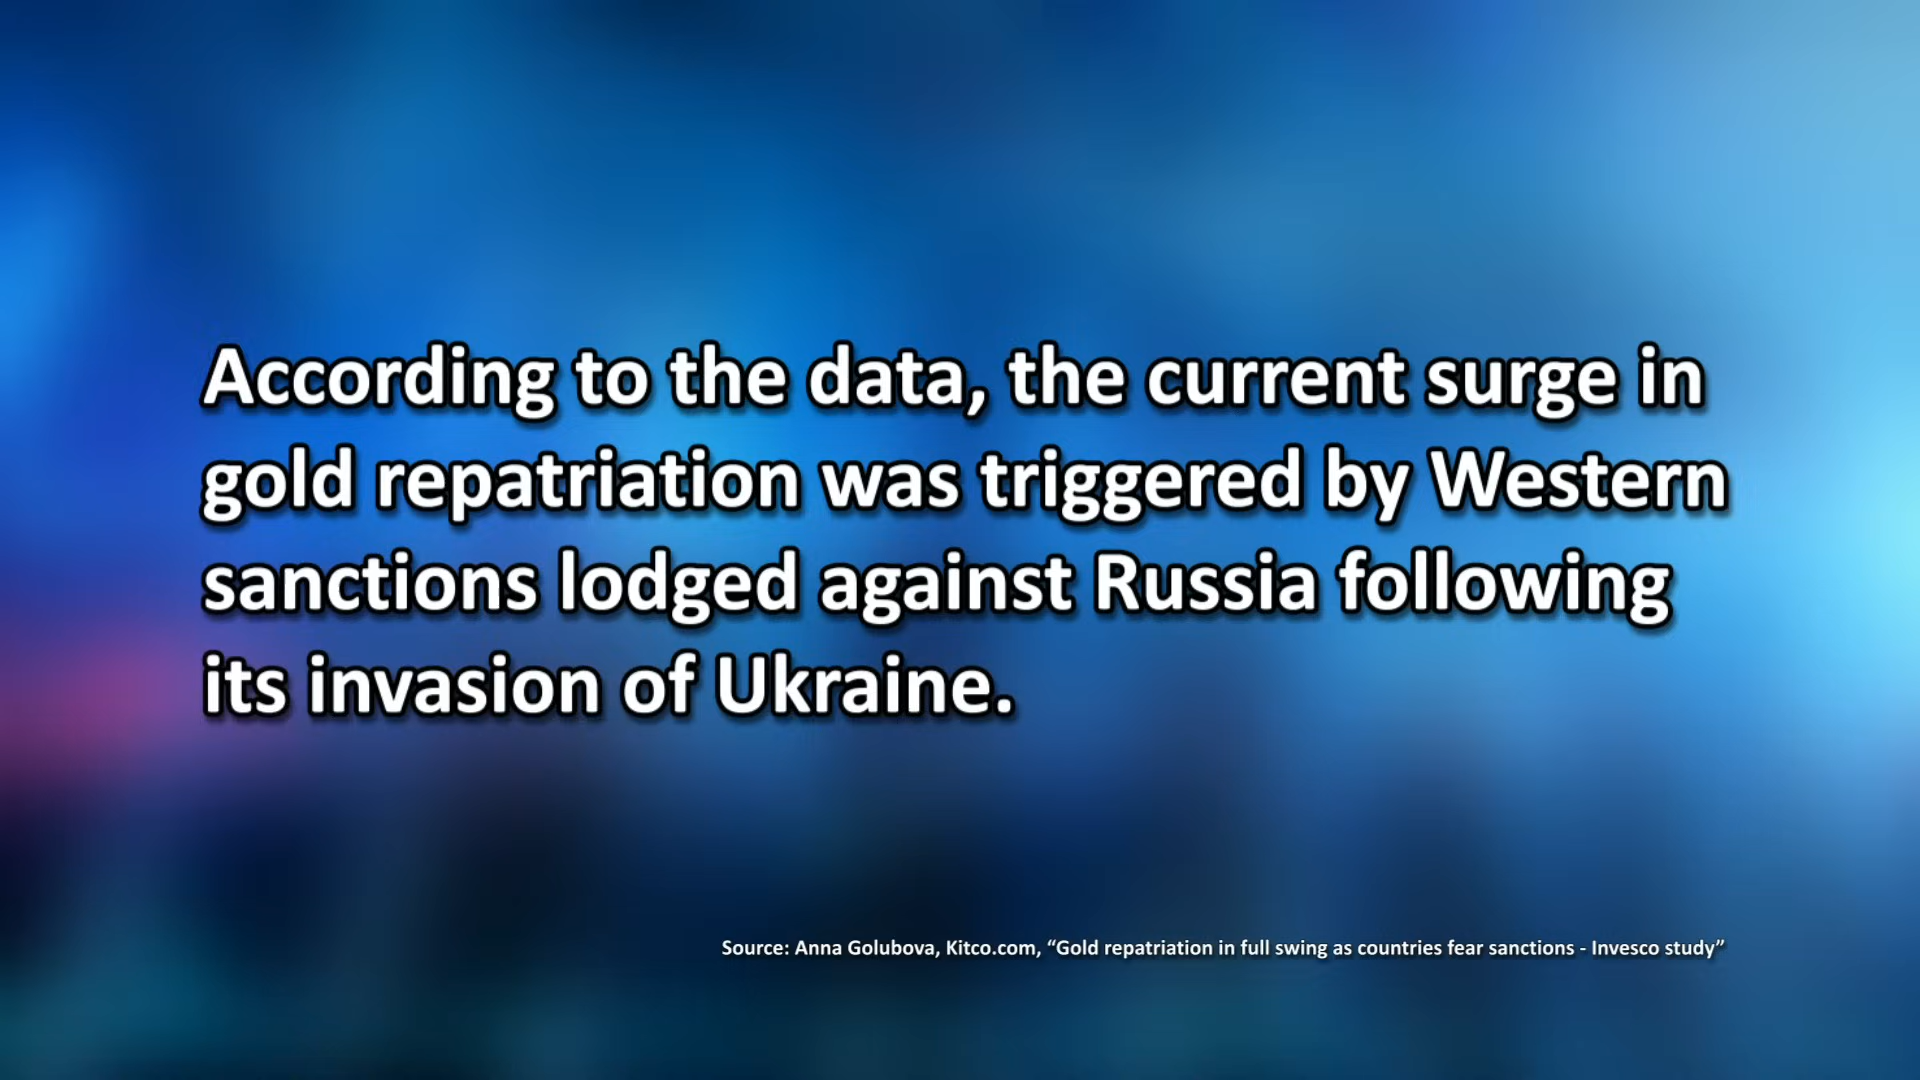 According to the data, the current surge in
gold repatriation was triggered by Western
sanctions lodged against Russia following
its invasion of Ukraine.
Source: Anna Golubova, Kitco.com, “Gold repatriation in full swing as countries fear sanctions - Invesco study”